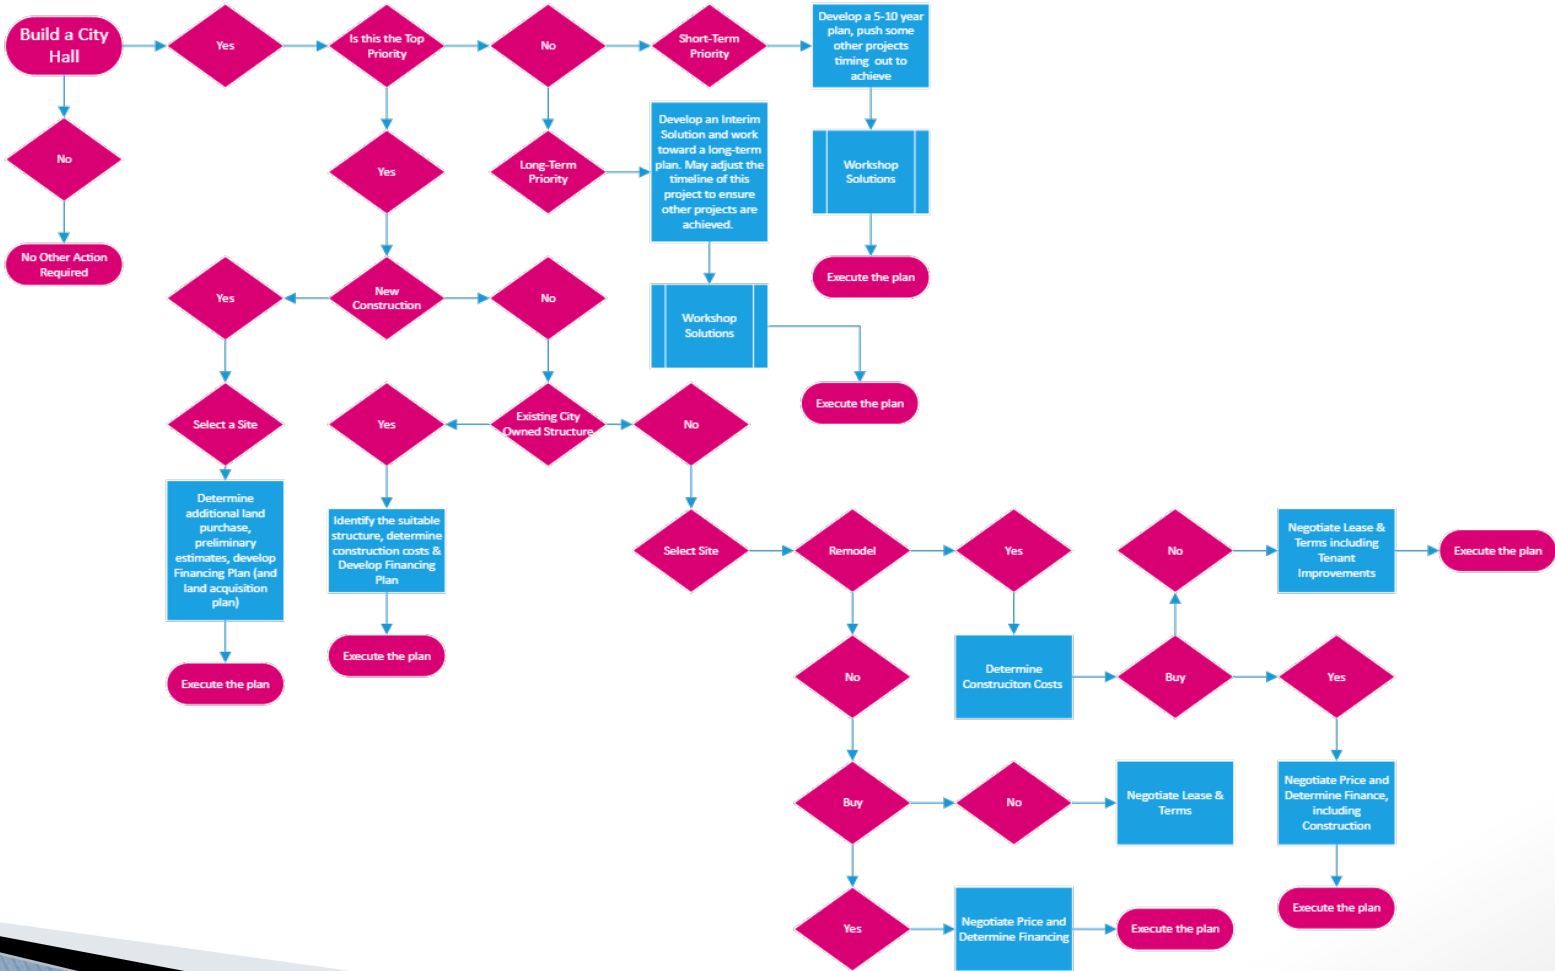 Build a City
Hall
Yes
Is this the Top
Priority
No
Short-Term
Priority
Develop a 5-10 year
plan, push some
other projects
timing out to
achieve
No
Yes
Long-Term
Priority
Develop an Interim
Solution and work
toward a long-term
plan. May adjust the
timeline of this
project to ensure
other projects are
achieved.
Workshop
Solutions
No Other Action
Required
Execute the plan
Yes
New
Construction
No
Workshop
Solutions
Execute the plan
Select a Site
Yes
Existing City
Owned Structure
No
Determine
additional land
purchase,
preliminary
estimates, develop
Financing Plan (and
land acquisition
plan)
Identify the suitable
structure, determine
construction costs &
Develop Financing
Plan
Select Site
Remodel
Yes
No
Negotiate Lease &
Terms including
Tenant
Improvements
Execute the plan
Execute the plan
Execute the plan
No
Determine
Construciton Costs
Buy
Yes
Buy
No
Negotiate Lease &
Terms
Negotiate Price and
Determine Finance,
including
Construction
Yes
Negotiate Price and
Determine Financing
Execute the plan
Execute the plan